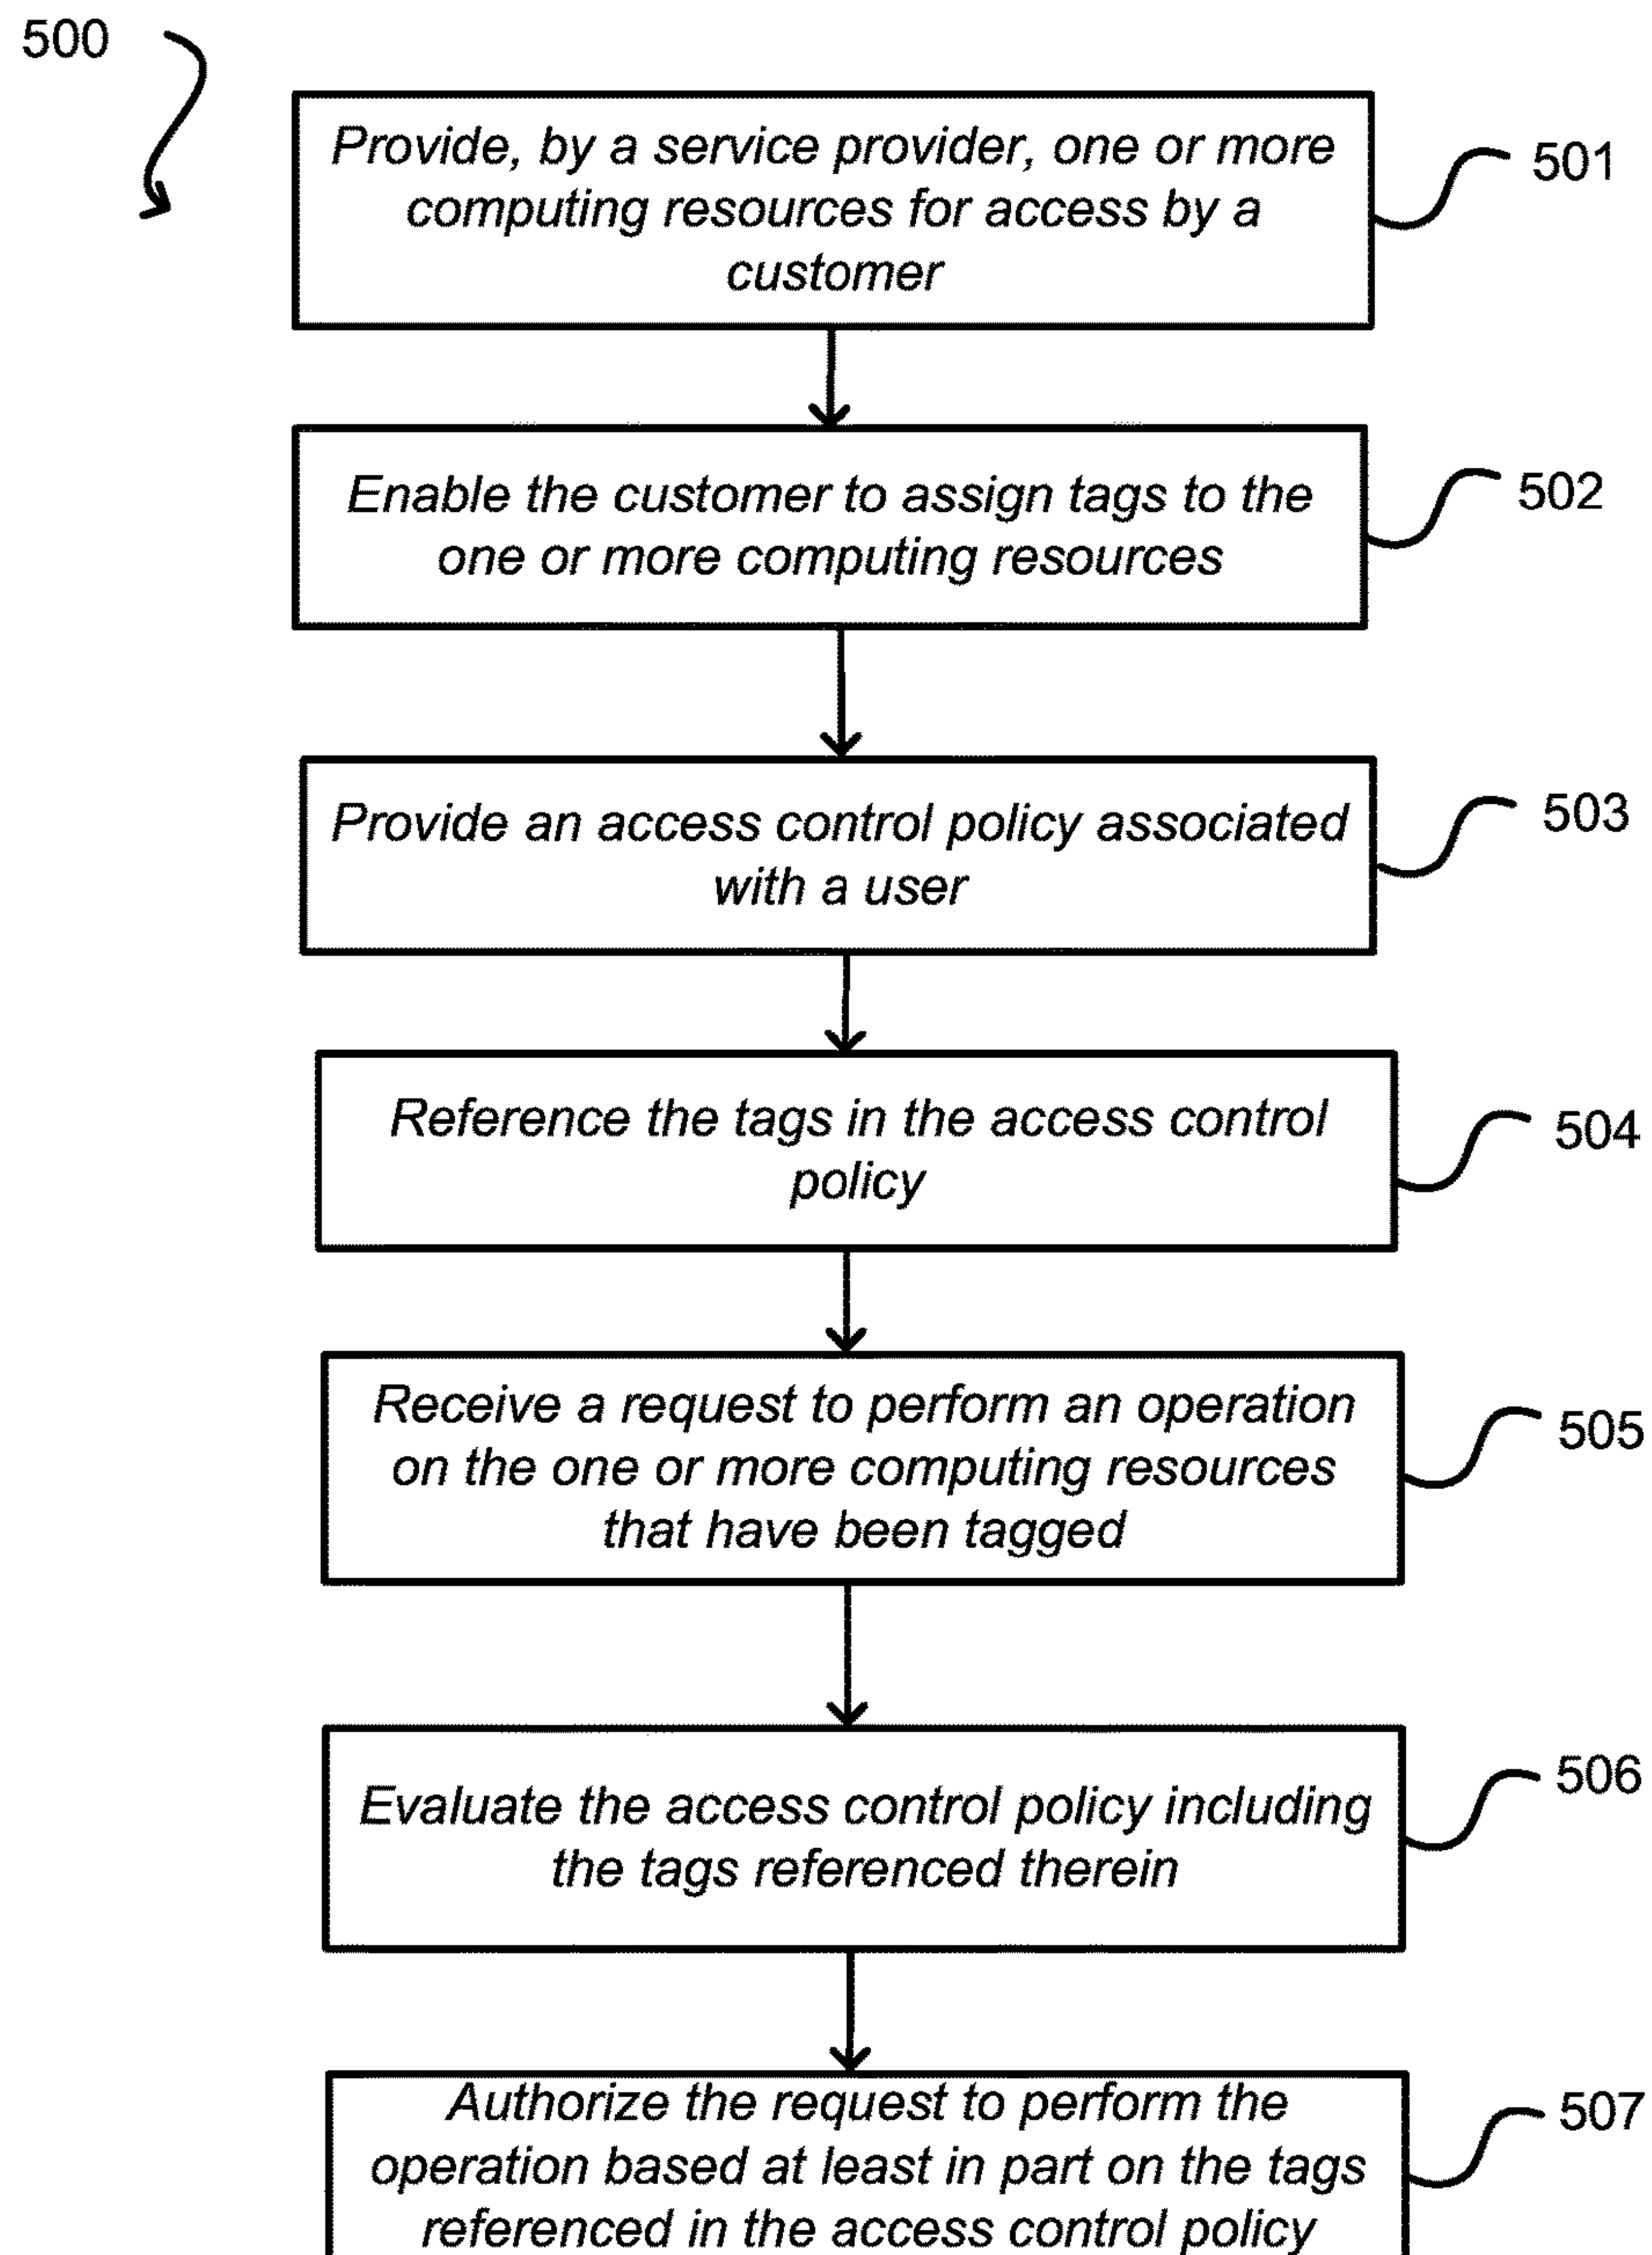 500
Provide, by a service provider, one or more
computing resources for access by a
customer
501
Enable the customer to assign tags to the
one or more computing resources
502
Provide an access control policy associated
with a user
503
Reference the tags in the access control
policy
504
Receive a request to perform an operation
on the one or more computing resources
that have been tagged
505
Evaluate the access control policy including
the tags referenced therein
506
Authorize the request to perform the
operation based at least in part on the tags
referenced in the access control policy
507